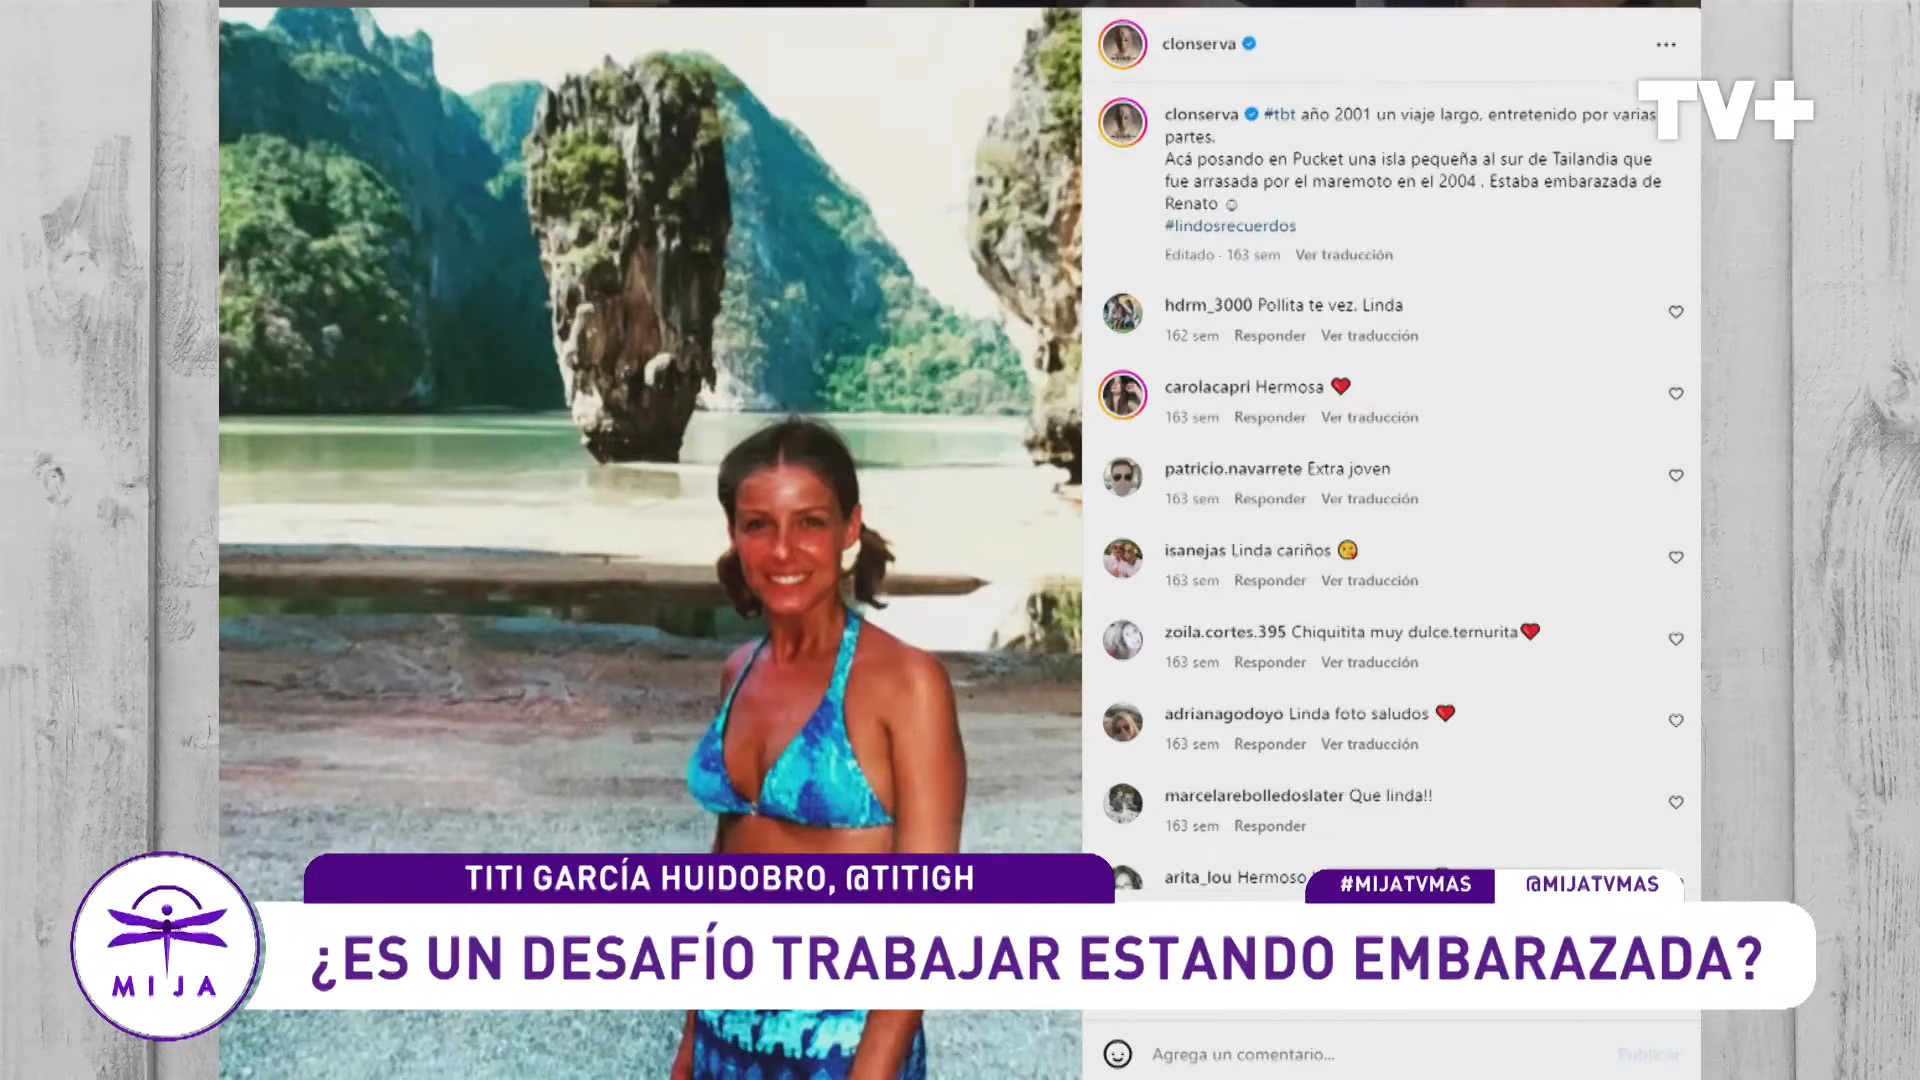 clonserva
TV+
clonserva #tbt año 2001 un viaje largo, entretenido por varias
partes.
Acá posando en Pucket una isla pequeña al sur de Tailandia que
fue arrasada por el maremoto en el 2004 . Estaba embarazada de
Renato ☺
#lindosrecuerdos
Editado · 163 sem Ver traducción
hdrm_3000 Pollita te vez. Linda
162 sem Responder Ver traducción
carolacaprl Hermosa ❤️
163 sem Responder Ver traducción
patricio.navarrete Extra joven
163 sem Responder Ver traducción
isanejas Linda cariños 😘
163 sem Responder Ver traducción
zoila.cortes.395 Chiquitita muy dulce.ternurita❤️
163 sem Responder Ver traducción
adrianagodoyo Linda foto saludos ❤️
163 sem Responder Ver traducción
marcelarebolledoslater Que linda!!
163 sem Responder
arita_lou Hermoso
TITI GARCÍA HUIDOBRO, @TITIGH
#MIJATVMAS @MIJATVMAS
¿ES UN DESAFÍO TRABAJAR ESTANDO EMBARAZADA?
MIJA
Agrega un comentario... Publicar